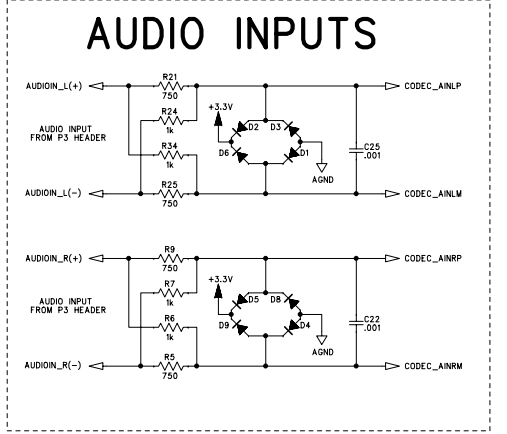 AUDIO INPUTS
AUDIOIN_L(+)
R21
750
CODEC_AINLP
R24
1k
+3.3V
D2
D3
AUDIO INPUT
FROM P3 HEADER
R34
1k
D6
D1
C25
.001
AGND
AUDIOIN_L(-)
R25
750
CODEC_AINLM
AUDIOIN_R(+)
R9
750
CODEC_AINRP
R7
1k
+3.3V
D5
D8
AUDIO INPUT
FROM P3 HEADER
R6
1k
D9
D4
C22
.001
AGND
AUDIOIN_R(-)
R5
750
CODEC_AINRM